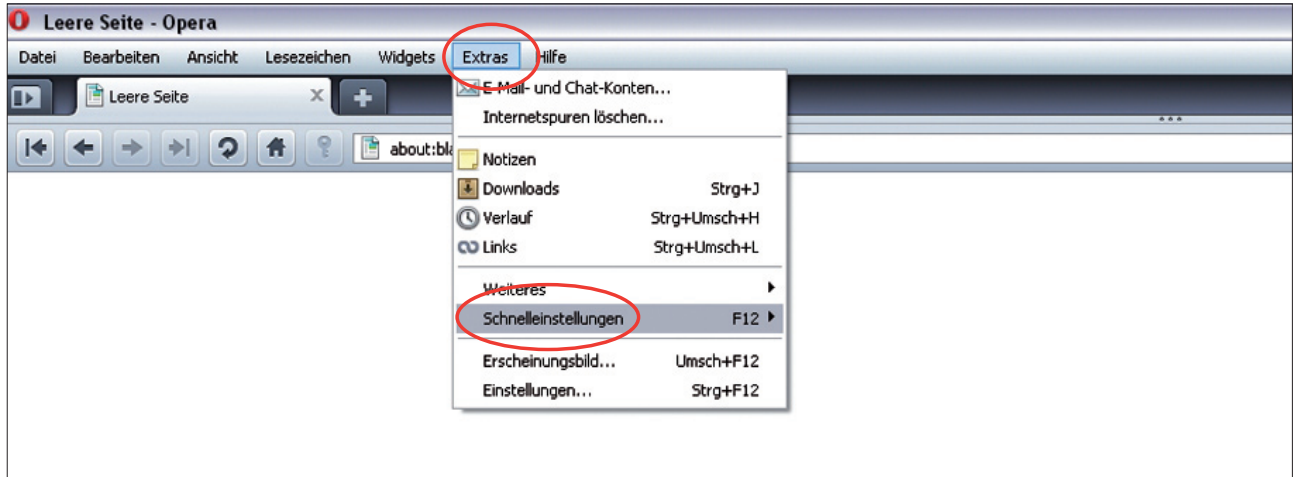 Leere Seite - Opera
Datei Bearbeiten Ansicht Lesezeichen Widgets Extras Hilfe
Leere Seite
E-Mail- und Chat-Konten...
Internetspuren löschen...
about:bla
Notizen
Downloads Strg+J
Verlauf Strg+Umsch+H
Links Strg+Umsch+L
Weiteres
Schnelleinstellungen F12
Erscheinungsbild... Umsch+F12
Einstellungen... Strg+F12